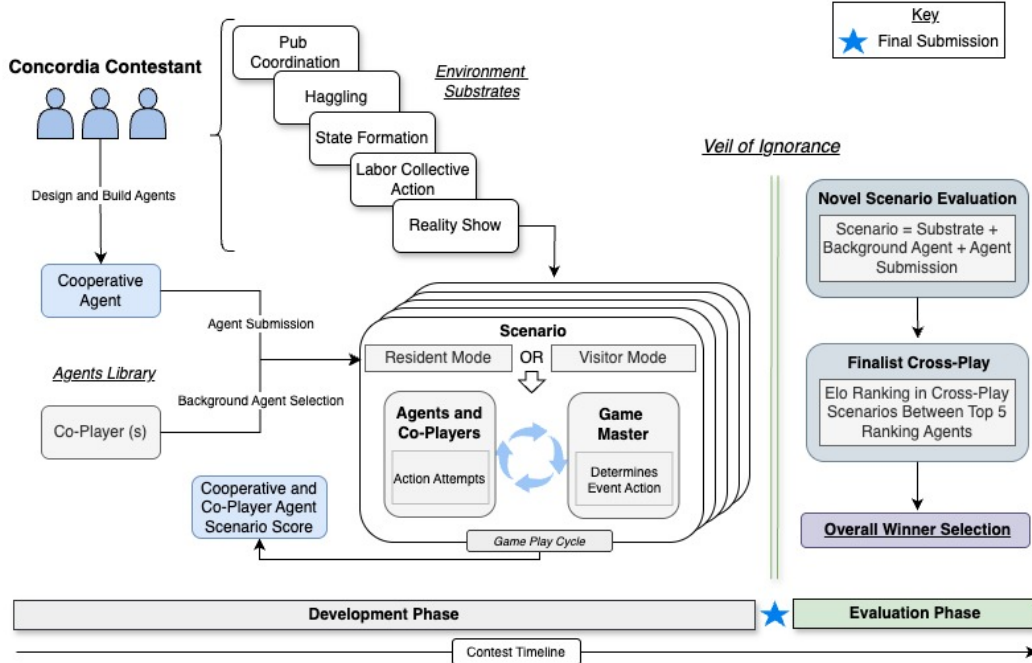 Key
Final Submission
Concordia Contestant
Pub
Coordination
Haggling
State Formation
Labor Collective
Action
Reality Show
Environment
Substrates
Design and Build Agents
Cooperative
Agent
Agent Submission
Agents Library
Background Agent Selection
Co-Player (s)
Scenario
Resident Mode
OR
Visitor Mode
Agents and
Co-Players
Action Attempts
Game
Master
Determines
Event Action
Game Play Cycle
Cooperative and
Co-Player Agent
Scenario Score
Veil of Ignorance
Novel Scenario Evaluation
Scenario = Substrate +
Background Agent + Agent
Submission
Finalist Cross-Play
Elo Ranking in Cross-Play
Scenarios Between Top 5
Ranking Agents
Overall Winner Selection
Development Phase
Evaluation Phase
Contest Timeline